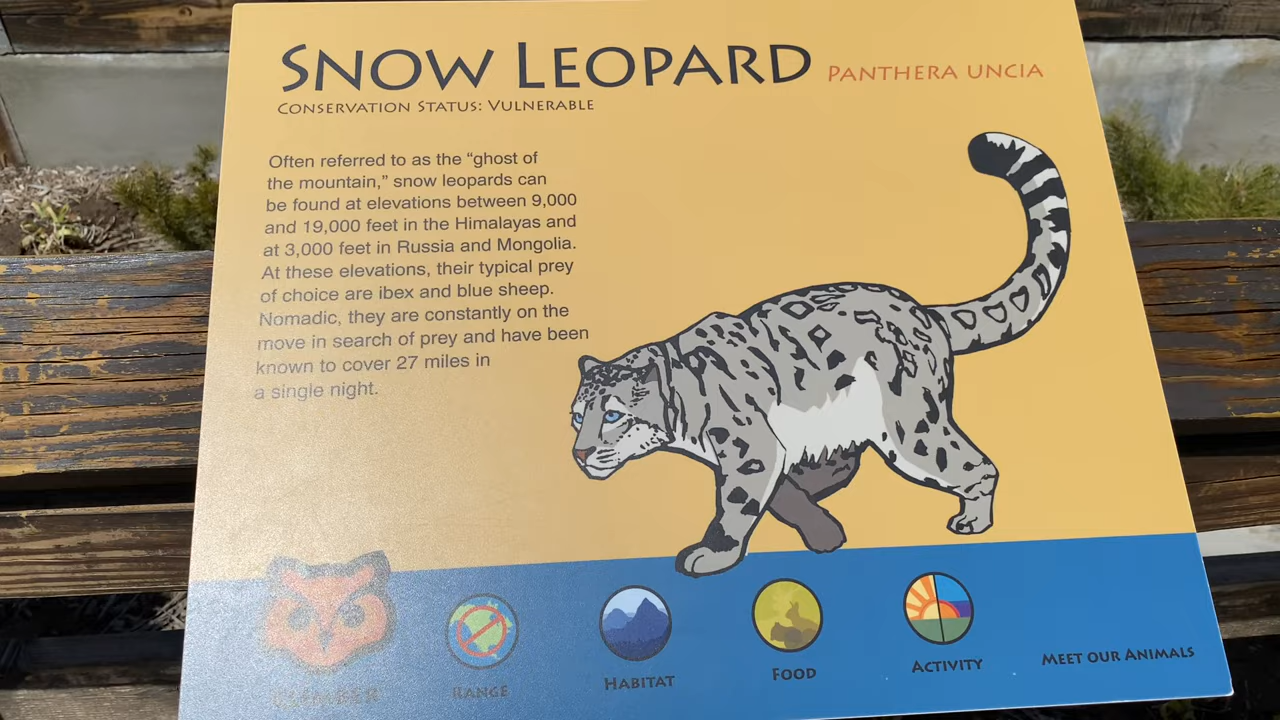 SNOW LEOPARD PANTHERA UNCIA
CONSERVATION STATUS: VULNERABLE
Often referred to as the “ghost of
the mountain,” snow leopards can
be found at elevations between 9,000
and 19,000 feet in the Himalayas and
at 3,000 feet in Russia and Mongolia.
At these elevations, their typical prey
of choice are ibex and blue sheep.
Nomadic, they are constantly on the
move in search of prey and have been
known to cover 27 miles in
a single night.
RANGE
HABITAT
FOOD
ACTIVITY
MEET OUR ANIMALS